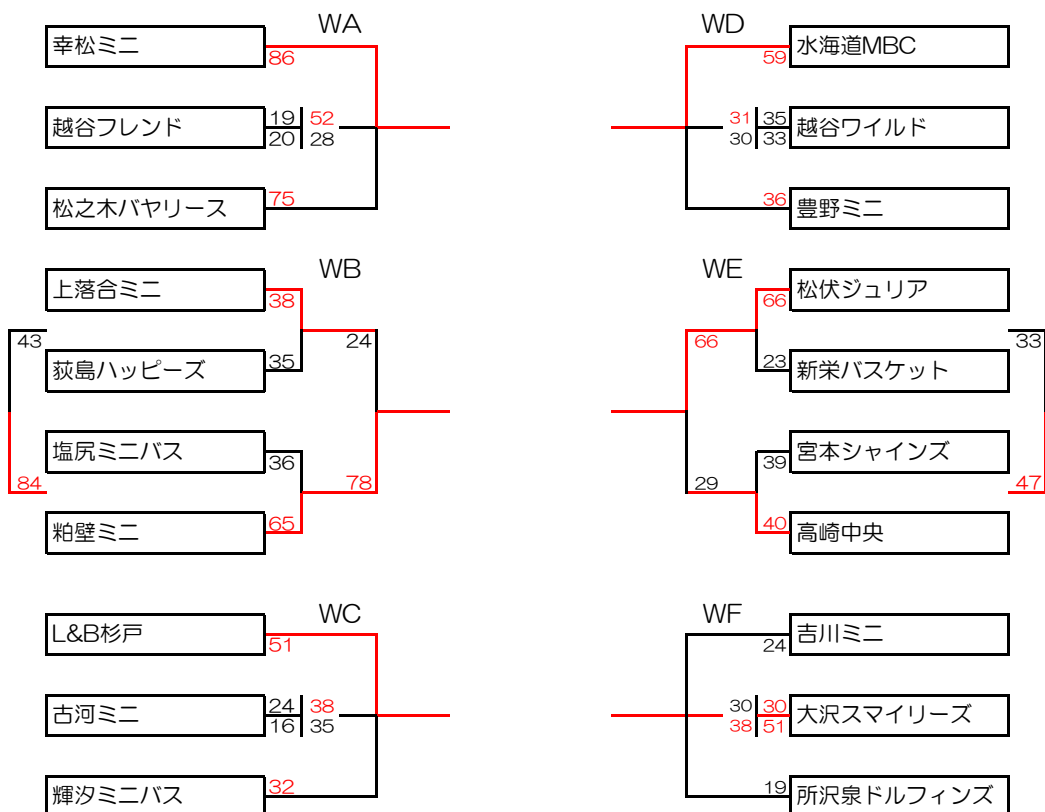 WA
幸松ミニ
86
越谷フレンド
19 52
20 28
松之木バヤリース
75
WD
水海道MBC
59
越谷ワイルド
31 35
30 33
豊野ミニ
36
WB
上落合ミニ
38
43
24
荻島ハッピーズ
35
塩尻ミニバス
36
84
78
粕壁ミニ
65
WE
松伏ジュリア
66
66
33
新栄バスケット
23
宮本シャインズ
39
29
47
高崎中央
40
WC
L&B杉戸
51
古河ミニ
24 38
16 35
輝汐ミニバス
32
WF
吉川ミニ
24
大沢スマイリーズ
30 30
38 51
所沢泉ドルフィンズ
19